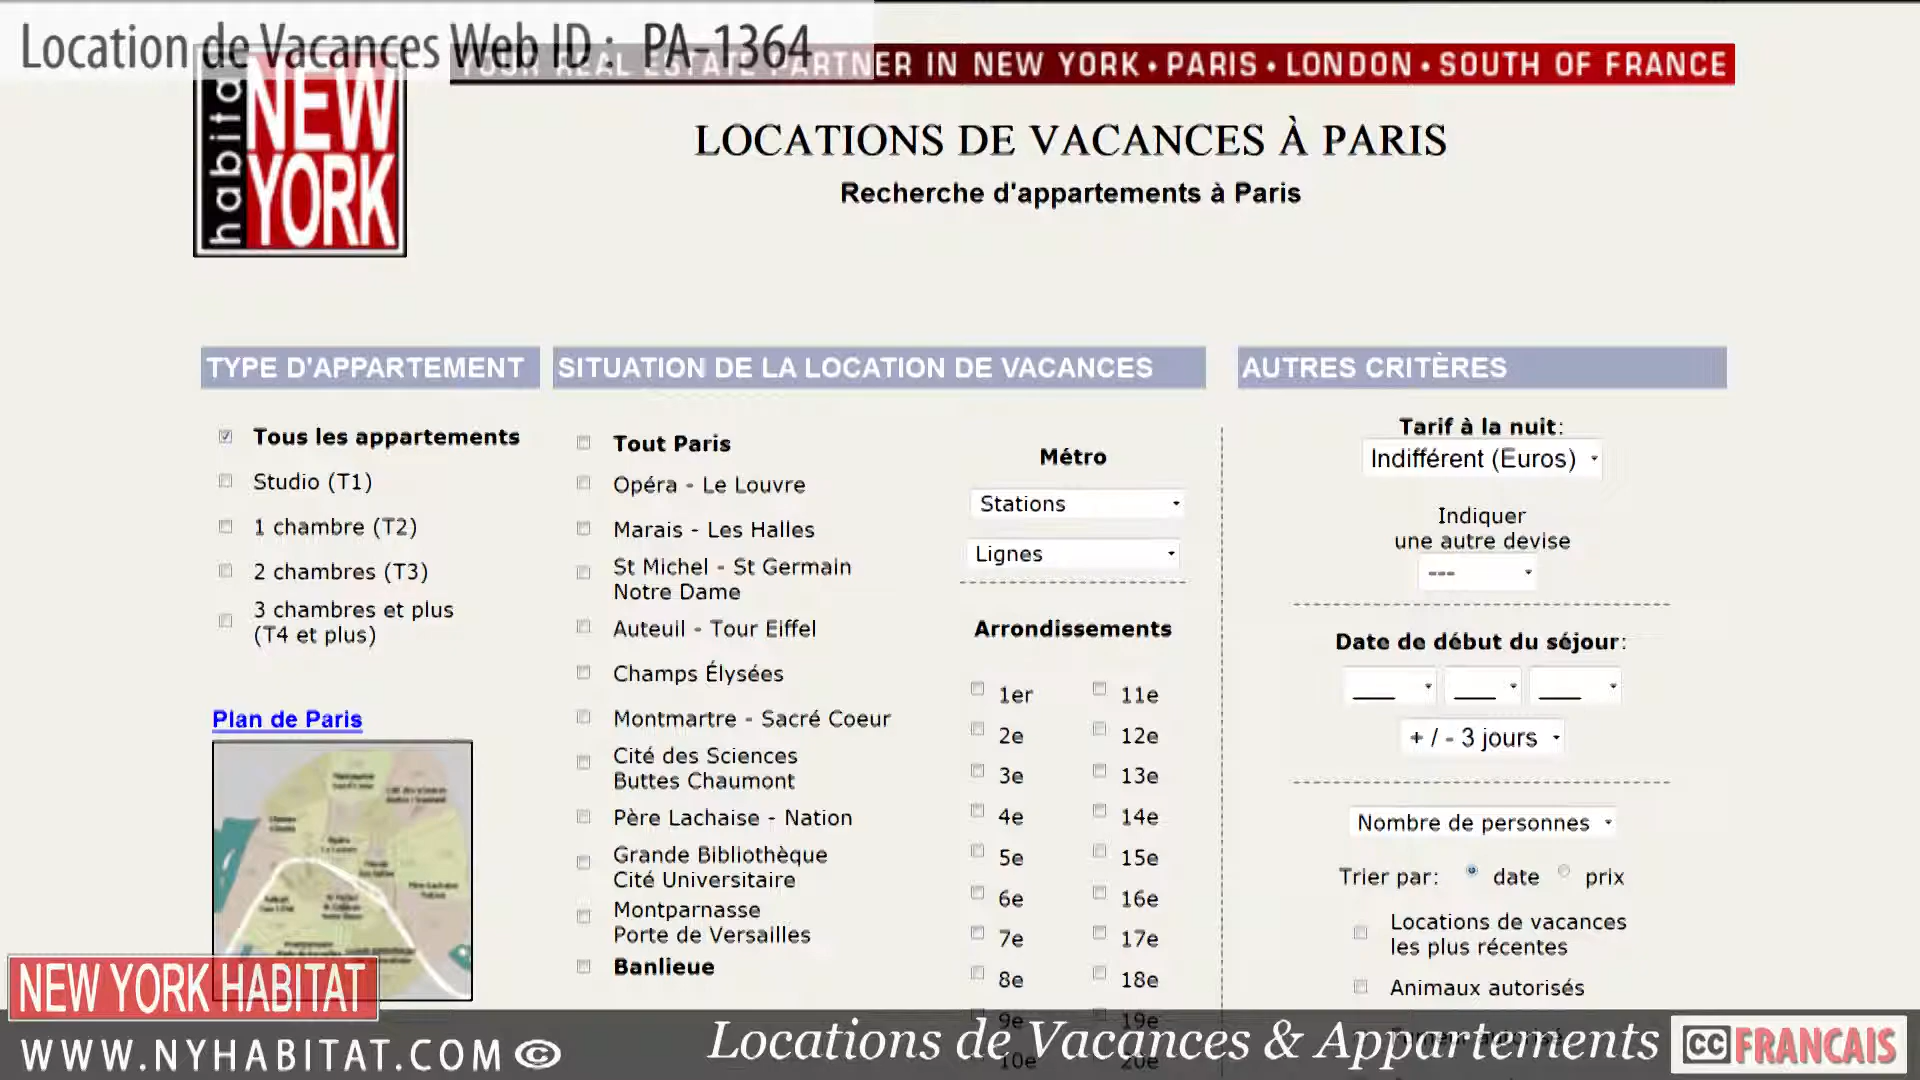 Location de Vacances Web ID : PA-1364
YOUR REAL ESTATE PARTNER IN NEW YORK • PARIS • LONDON • SOUTH OF FRANCE
habitat
NEW
YORK
LOCATIONS DE VACANCES À PARIS
Recherche d'appartements à Paris
TYPE D'APPARTEMENT
Tous les appartements
Studio (T1)
1 chambre (T2)
2 chambres (T3)
3 chambres et plus
(T4 et plus)
Plan de Paris
SITUATION DE LA LOCATION DE VACANCES
Tout Paris
Opéra - Le Louvre
Marais - Les Halles
St Michel - St Germain
Notre Dame
Auteuil - Tour Eiffel
Champs Élysées
Montmartre - Sacré Coeur
Cité des Sciences
Buttes Chaumont
Père Lachaise - Nation
Grande Bibliothèque
Cité Universitaire
Montparnasse
Porte de Versailles
Banlieue
Métro
Stations
Lignes
Arrondissements
1er 11e
2e 12e
3e 13e
4e 14e
5e 15e
6e 16e
7e 17e
8e 18e
9e 19e
10e 20e
AUTRES CRITÈRES
Tarif à la nuit:
Indifférent (Euros)
Indiquer
une autre devise
---
Date de début du séjour:
+ / - 3 jours
Nombre de personnes
Trier par: date prix
Locations de vacances
les plus récentes
Animaux autorisés
NEW YORK HABITAT
WWW.NYHABITAT.COM ©
Locations de Vacances & Appartements
CC FRANCAIS